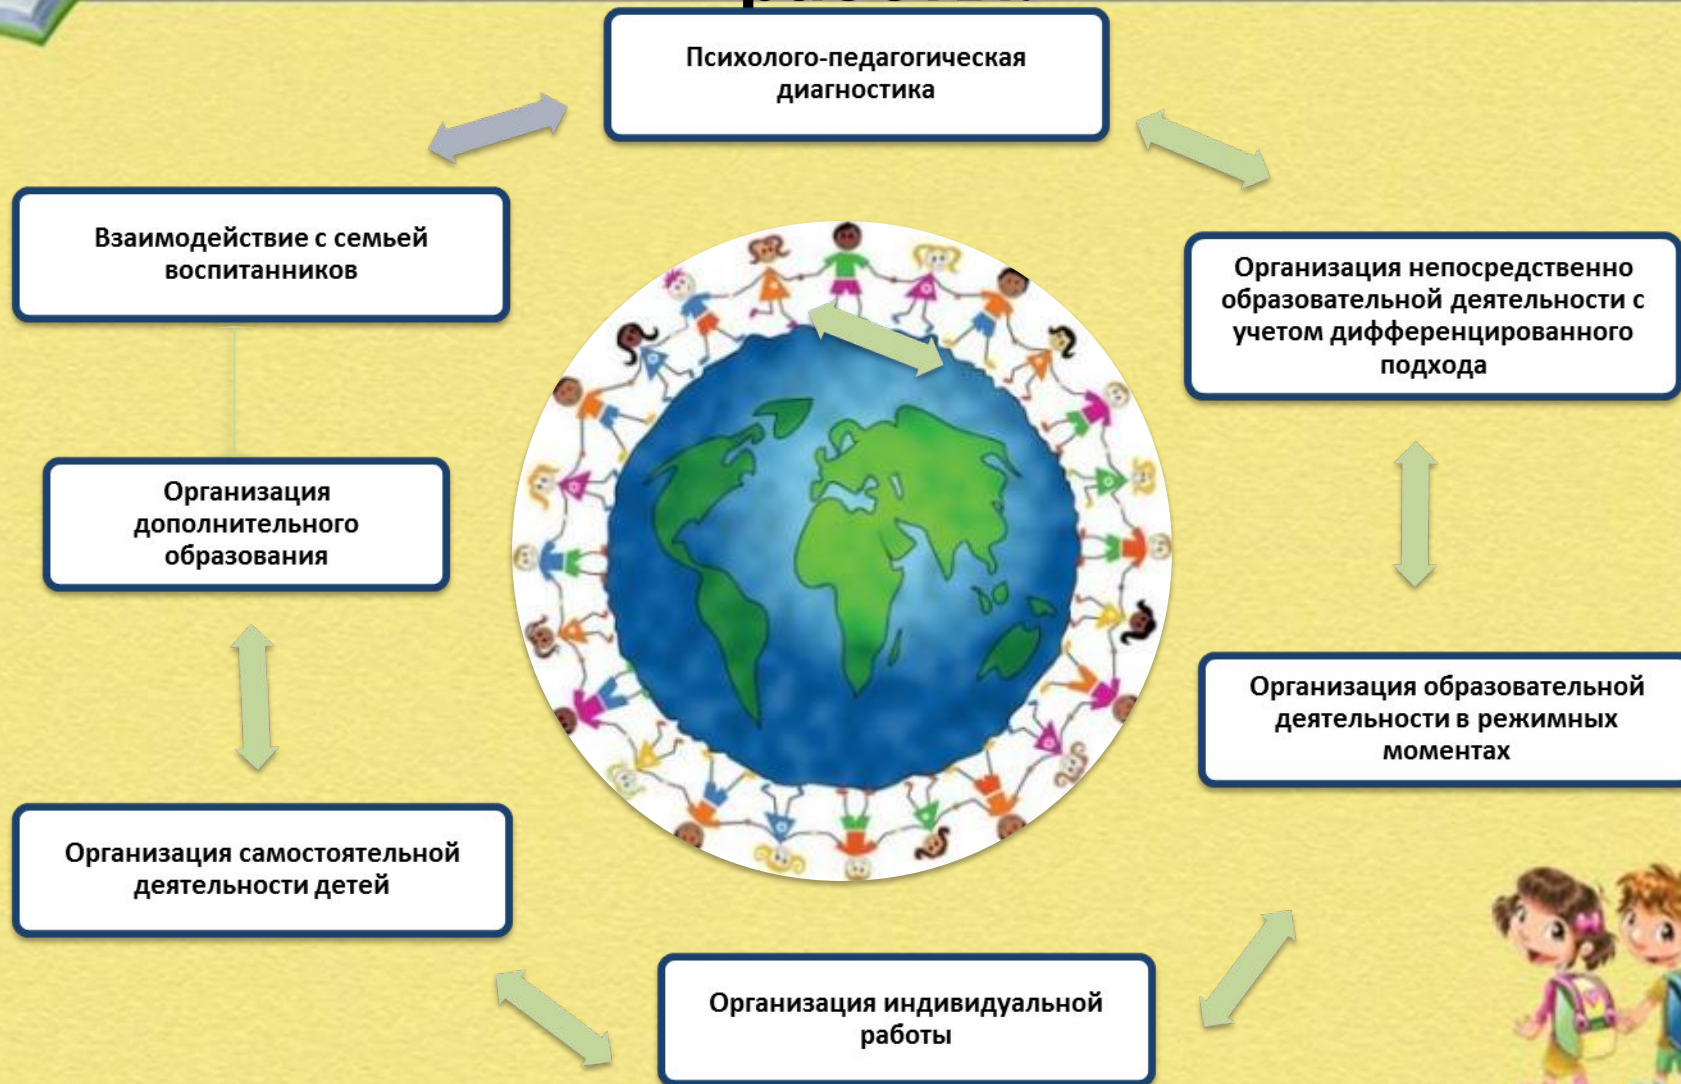 Психолого-педагогическая
диагностика
Взаимодействие с семьей
воспитанников
Организация непосредственно
образовательной деятельности с
учетом дифференцированного
подхода
Организация
дополнительного
образования
Организация образовательной
деятельности в режимных
моментах
Организация самостоятельной
деятельности детей
Организация индивидуальной
работы